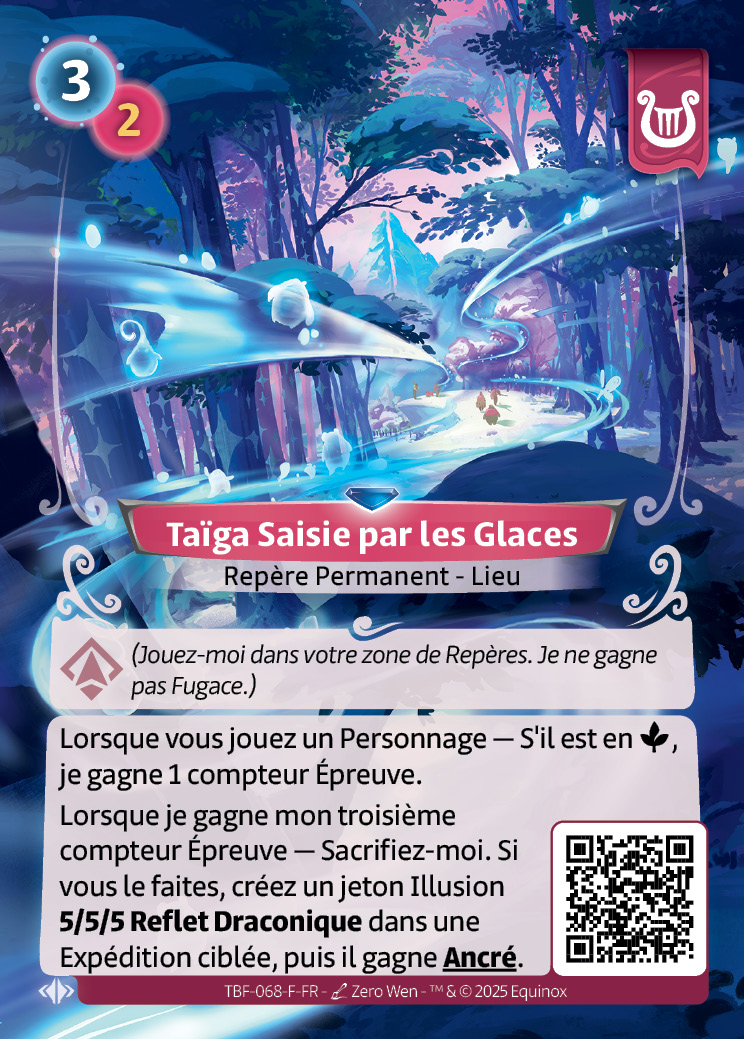 3
2
Taïga Saisie par les Glaces
Repère Permanent - Lieu
(Jouez-moi dans votre zone de Repères. Je ne gagne
pas Fugace.)
Lorsque vous jouez un Personnage — S'il est en ,
je gagne 1 compteur Épreuve.
Lorsque je gagne mon troisième
compteur Épreuve — Sacrifiez-moi. Si
vous le faites, créez un jeton Illusion
5/5/5 Reflet Draconique dans une
Expédition ciblée, puis il gagne Ancré.
TBF-068-F-FR - Zero Wen - ™ & © 2025 Equinox